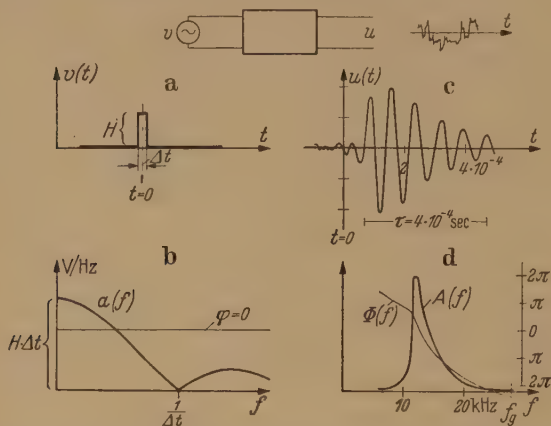 v
u
t
v(t)
a
H
Δt
t=0
t
u(t)
c
2
4·10⁻⁴
t
t=0
τ=4·10⁻⁴sec
V/Hz
b
a(f)
φ=0
H·Δt
1/Δt
f
d
A(f)
Φ(f)
2π
π
0
π
2π
10
20kHz
f_g
f